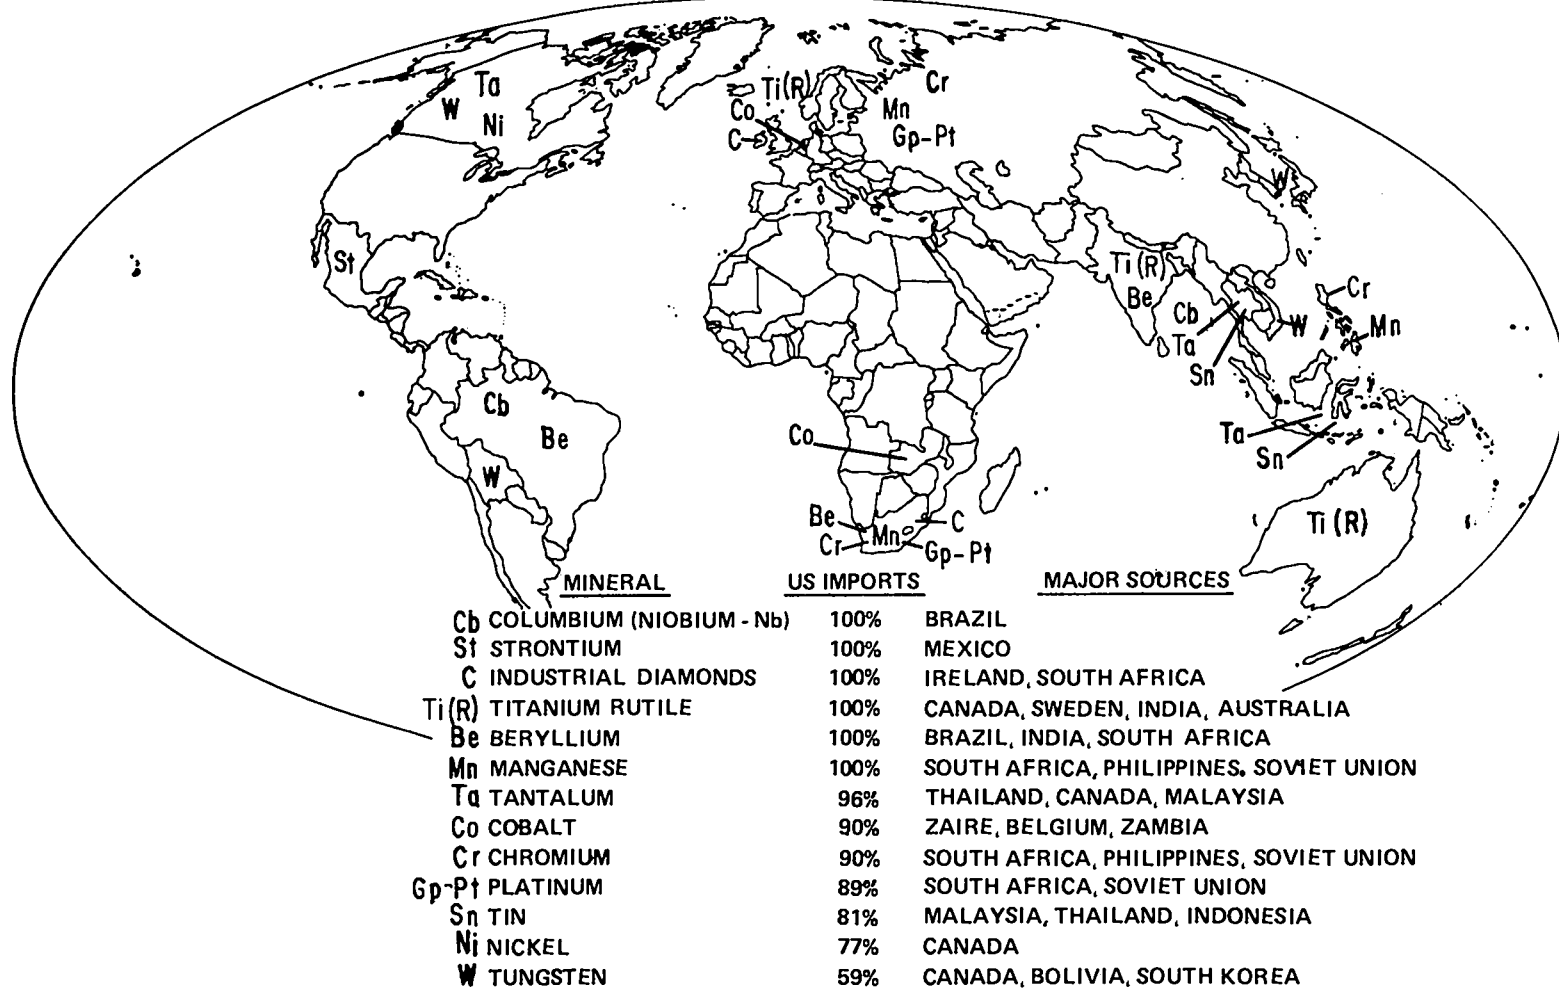 Ta
W
Ni
Ti(R)
Cr
Co
Mn
C
Gp-Pt
W
St
Ti(R)
Be
Cb
Cr
W
Mn
Ta
Sn
Cb
Be
Co
Ta
Sn
W
Be
C
Mn
Cr
Gp-Pt
Ti(R)
MINERAL US IMPORTS MAJOR SOURCES
Cb COLUMBIUM (NIOBIUM - Nb) 100% BRAZIL
St STRONTIUM 100% MEXICO
C INDUSTRIAL DIAMONDS 100% IRELAND, SOUTH AFRICA
Ti(R) TITANIUM RUTILE 100% CANADA, SWEDEN, INDIA, AUSTRALIA
Be BERYLLIUM 100% BRAZIL, INDIA, SOUTH AFRICA
Mn MANGANESE 100% SOUTH AFRICA, PHILIPPINES. SOVIET UNION
Ta TANTALUM 96% THAILAND, CANADA, MALAYSIA
Co COBALT 90% ZAIRE, BELGIUM, ZAMBIA
Cr CHROMIUM 90% SOUTH AFRICA, PHILIPPINES, SOVIET UNION
Gp-Pt PLATINUM 89% SOUTH AFRICA, SOVIET UNION
Sn TIN 81% MALAYSIA, THAILAND, INDONESIA
Ni NICKEL 77% CANADA
W TUNGSTEN 59% CANADA, BOLIVIA, SOUTH KOREA